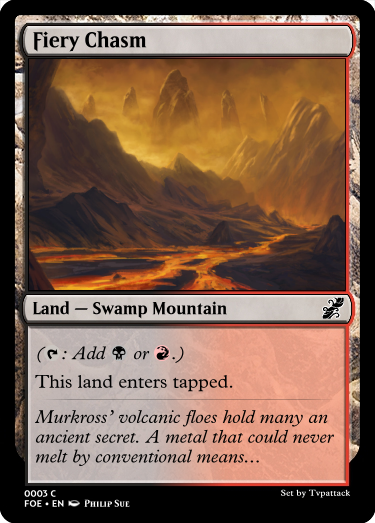 Fiery Chasm
Land — Swamp Mountain
(: Add or .)
This land enters tapped.
Murkross’ volcanic floes hold many an
ancient secret. A metal that could never
melt by conventional means…
0003 C
Set by Tvpattack
FOE • EN Philip Sue